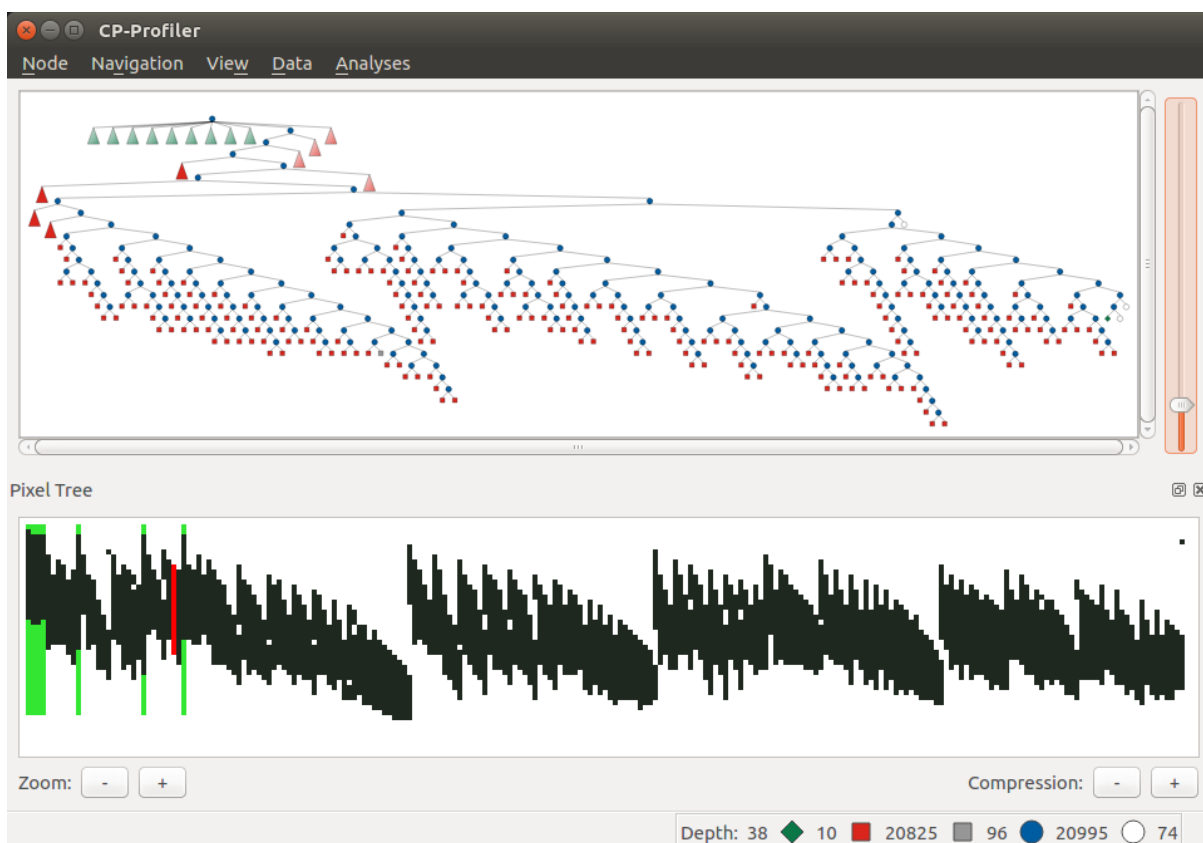 CP-Profiler
Node Navigation View Data Analyses
Pixel Tree
Zoom: - + Compression: - +
Depth: 38 10 20825 96 20995 74